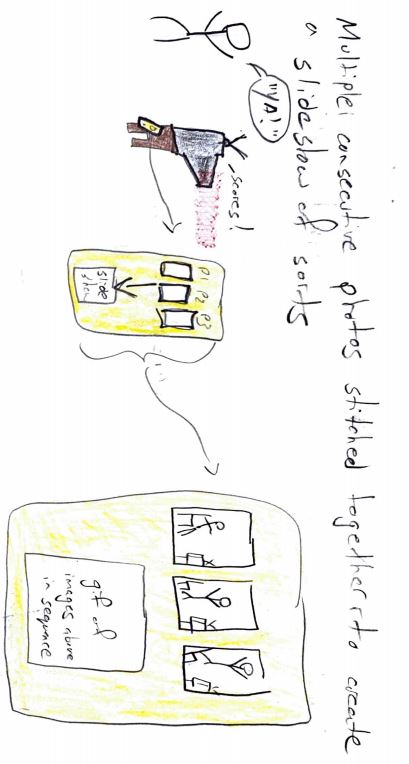 Multiple consecutive photos stitched together to create
a slideslow of sorts
"YA!"
scores!
P1 P2 P3
slide
show
gif of
images above
in sequence